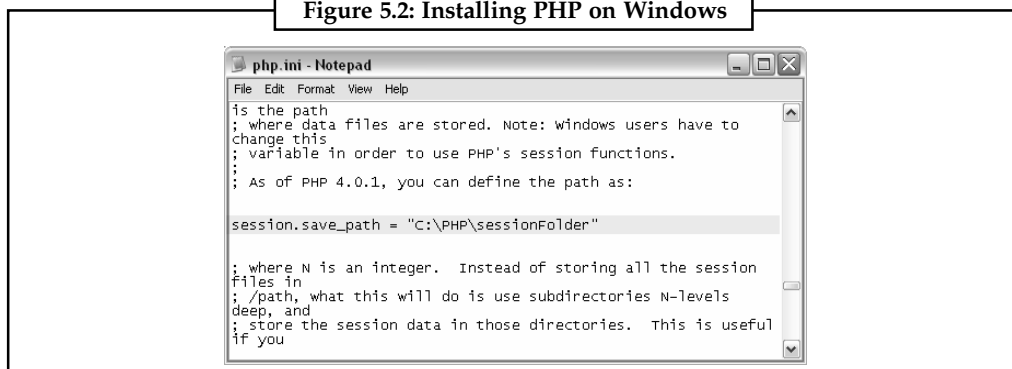 Figure 5.2: Installing PHP on Windows
php.ini - Notepad
File Edit Format View Help
is the path
; where data files are stored. Note: Windows users have to
change this
; variable in order to use PHP's session functions.
;
; As of PHP 4.0.1, you can define the path as:
session.save_path = "C:\PHP\sessionFolder"
; where N is an integer.  Instead of storing all the session
files in
; /path, what this will do is use subdirectories N-levels
deep, and
; store the session data in those directories.  This is useful
if you